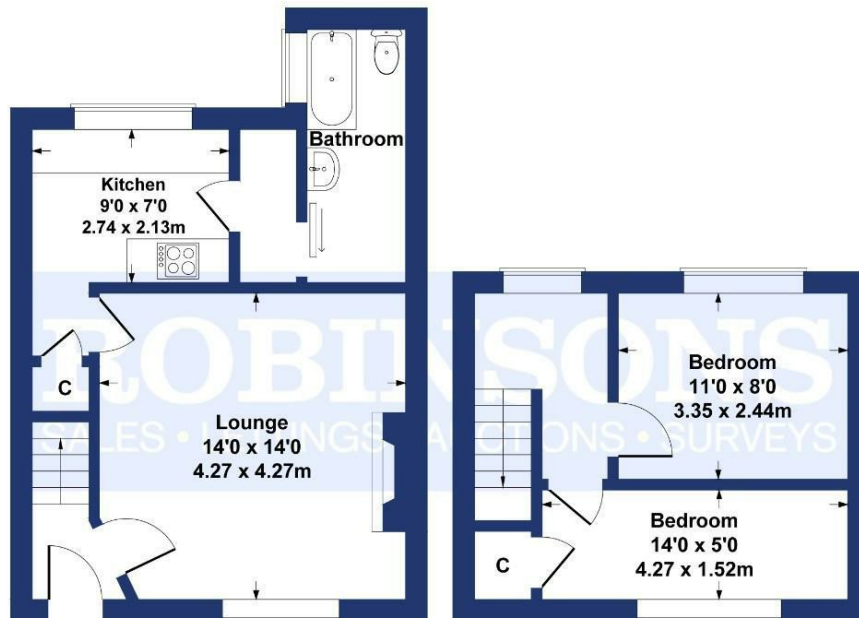 Bathroom
Kitchen
9'0 x 7'0
2.74 x 2.13m
C
Lounge
14'0 x 14'0
4.27 x 4.27m
Bedroom
11'0 x 8'0
3.35 x 2.44m
Bedroom
14'0 x 5'0
4.27 x 1.52m
C
ROBINSONS
SALES • LETTINGS • AUCTIONS • SURVEYS